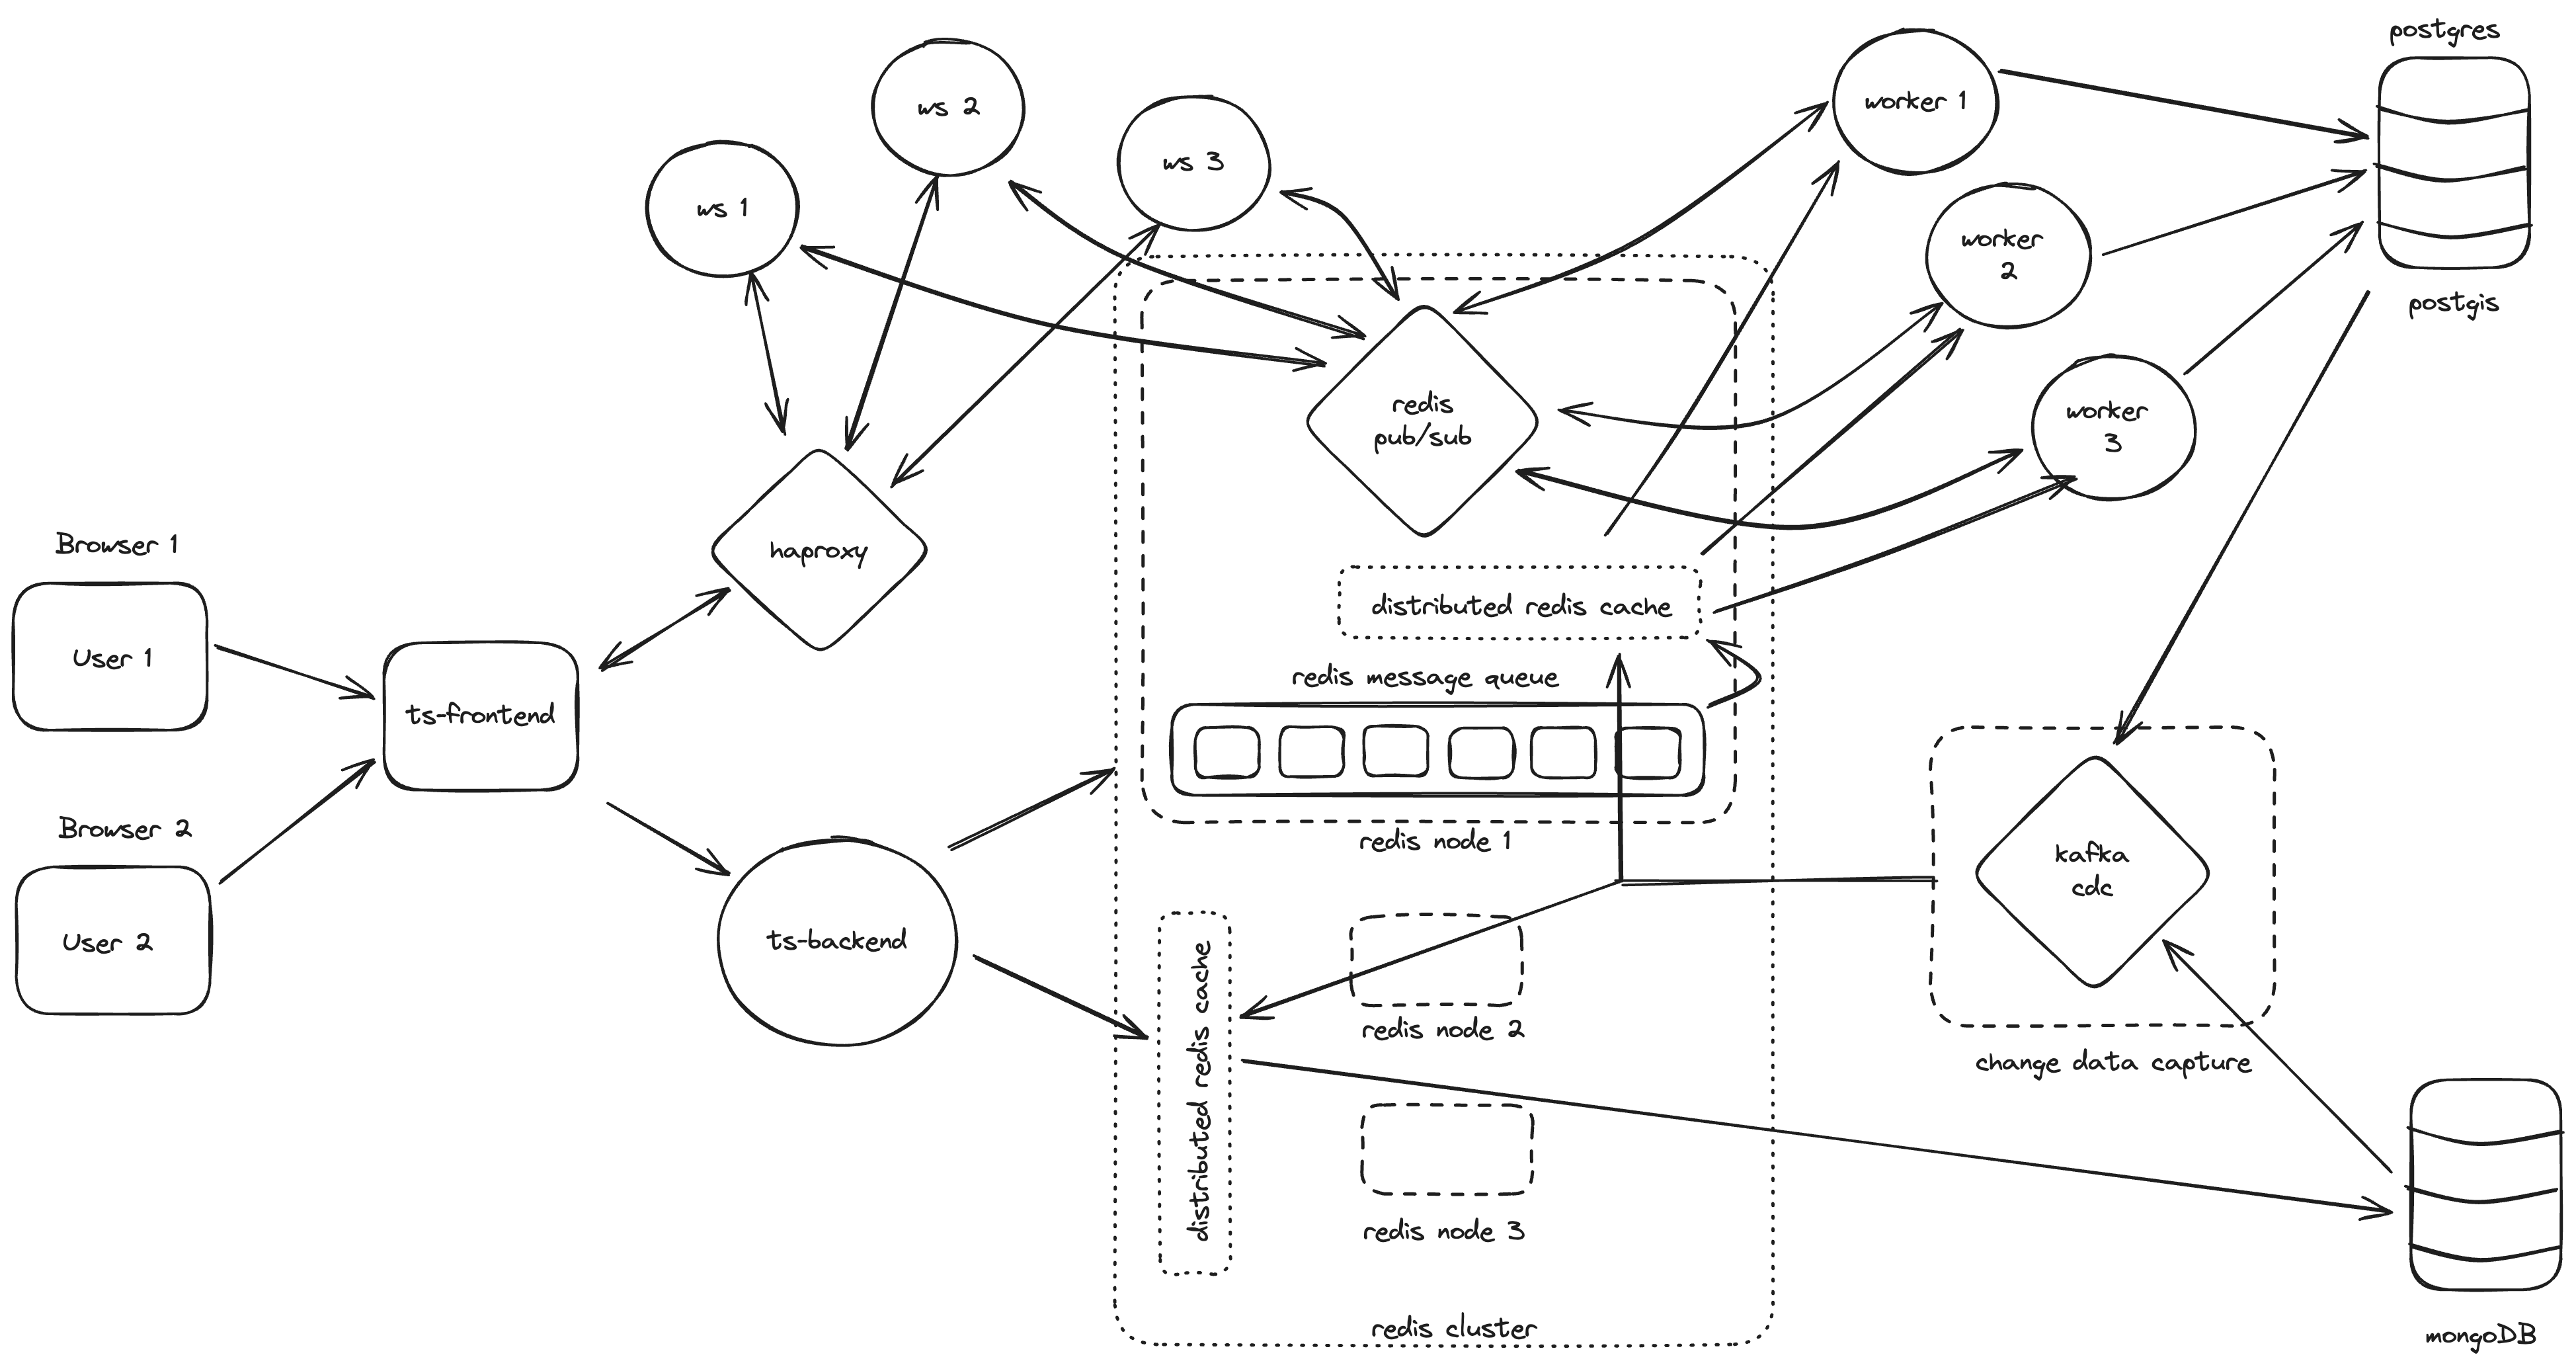 postgres
ws 2
worker 1
ws 3
ws 1
worker
2
postgis
redis
pub/sub
worker
3
Browser 1
haproxy
User 1
distributed redis cache
redis message queue
ts-frontend
Browser 2
redis node 1
kafka
cdc
User 2
ts-backend
distributed redis cache
redis node 2
change data capture
redis node 3
redis cluster
mongoDB